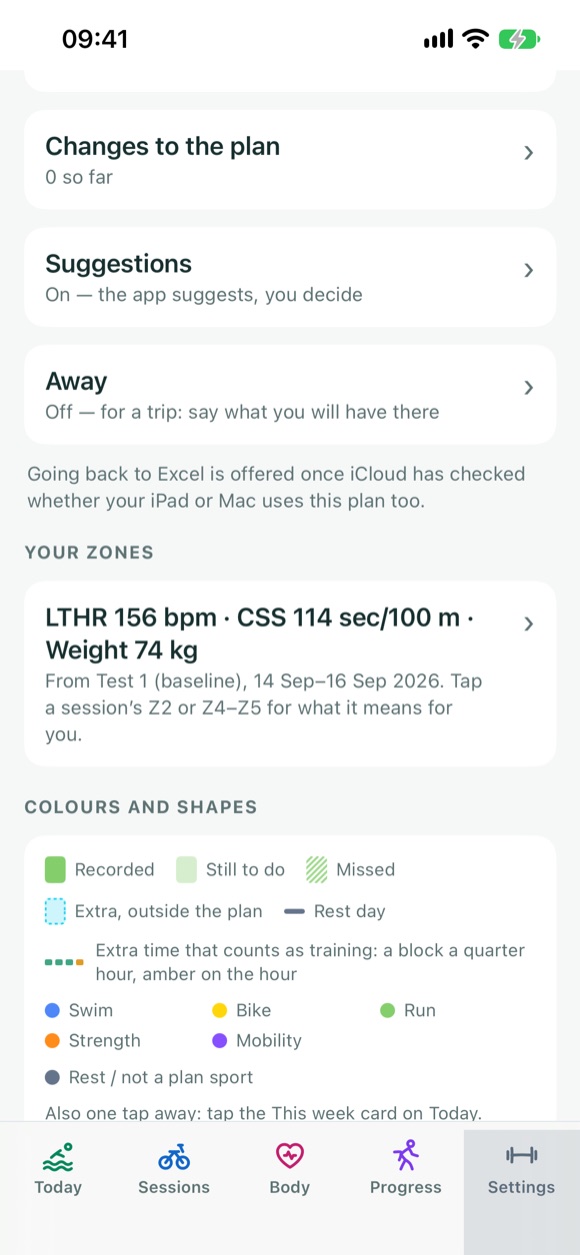 09:41
Changes to the plan
0 so far
Suggestions
On — the app suggests, you decide
Away
Off — for a trip: say what you will have there
Going back to Excel is offered once iCloud has checked
whether your iPad or Mac uses this plan too.
YOUR ZONES
LTHR 156 bpm · CSS 114 sec/100 m ·
Weight 74 kg
From Test 1 (baseline), 14 Sep–16 Sep 2026. Tap
a session’s Z2 or Z4–Z5 for what it means for
you.
COLOURS AND SHAPES
Recorded Still to do Missed
Extra, outside the plan Rest day
Extra time that counts as training: a block a quarter
hour, amber on the hour
Swim Bike Run
Strength Mobility
Rest / not a plan sport
Also one tap away: tap the This week card on Today.
Today Sessions Body Progress Settings